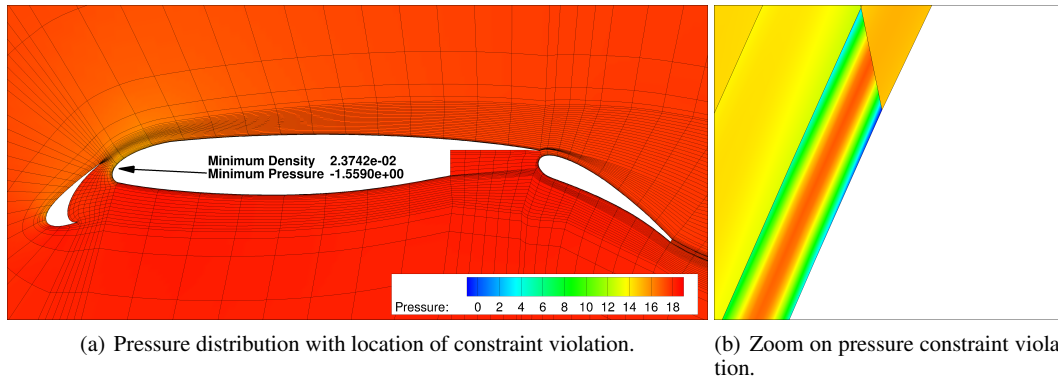 Minimum Density 2.3742e-02
Minimum Pressure -1.5590e+00
Pressure: 0 2 4 6 8 10 12 14 16 18
(a) Pressure distribution with location of constraint violation.
(b) Zoom on pressure constraint viola
tion.